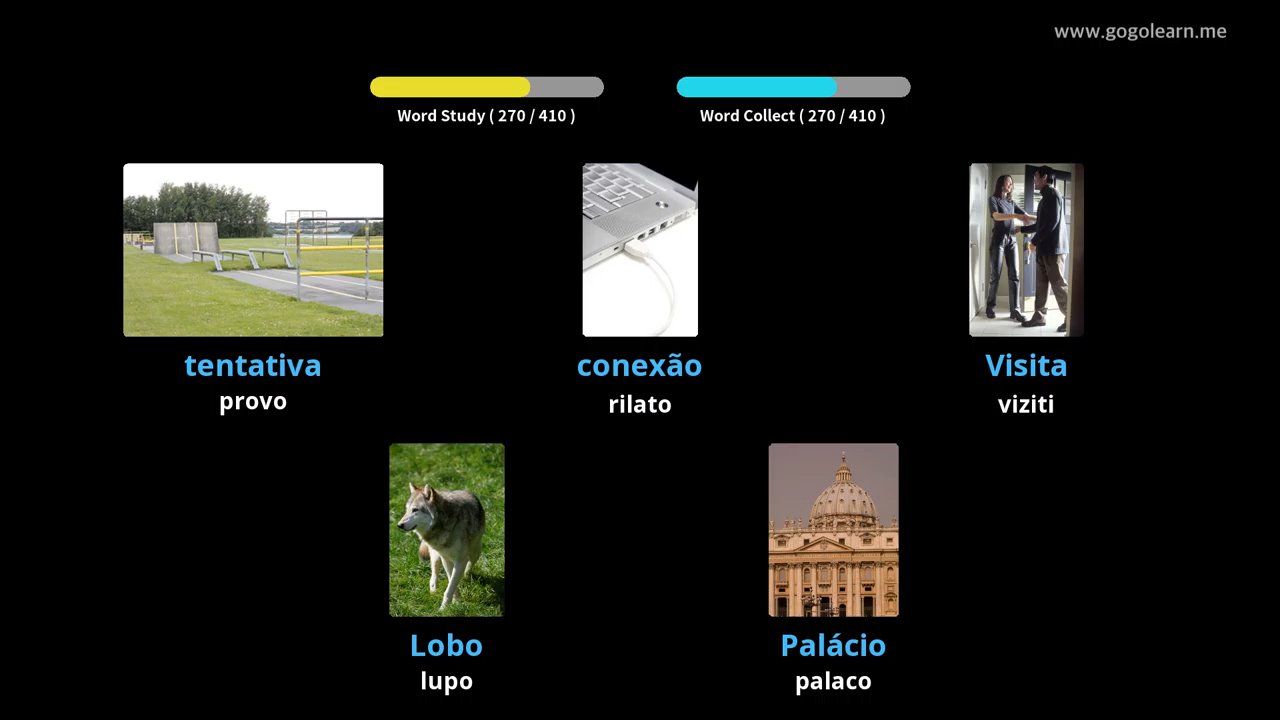 www.gogolearn.me
Word Study ( 270 / 410 )
Word Collect ( 270 / 410 )
tentativa
provo
conexão
rilato
Visita
viziti
Lobo
lupo
Palácio
palaco